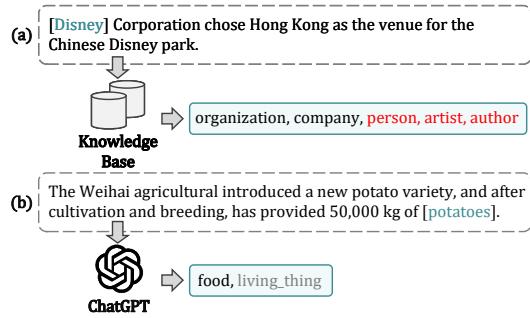 (a)
[Disney] Corporation chose Hong Kong as the venue for the
Chinese Disney park.
Knowledge
Base
organization, company, person, artist, author
(b)
The Weihai agricultural introduced a new potato variety, and after
cultivation and breeding, has provided 50,000 kg of [potatoes].
ChatGPT
food, living_thing